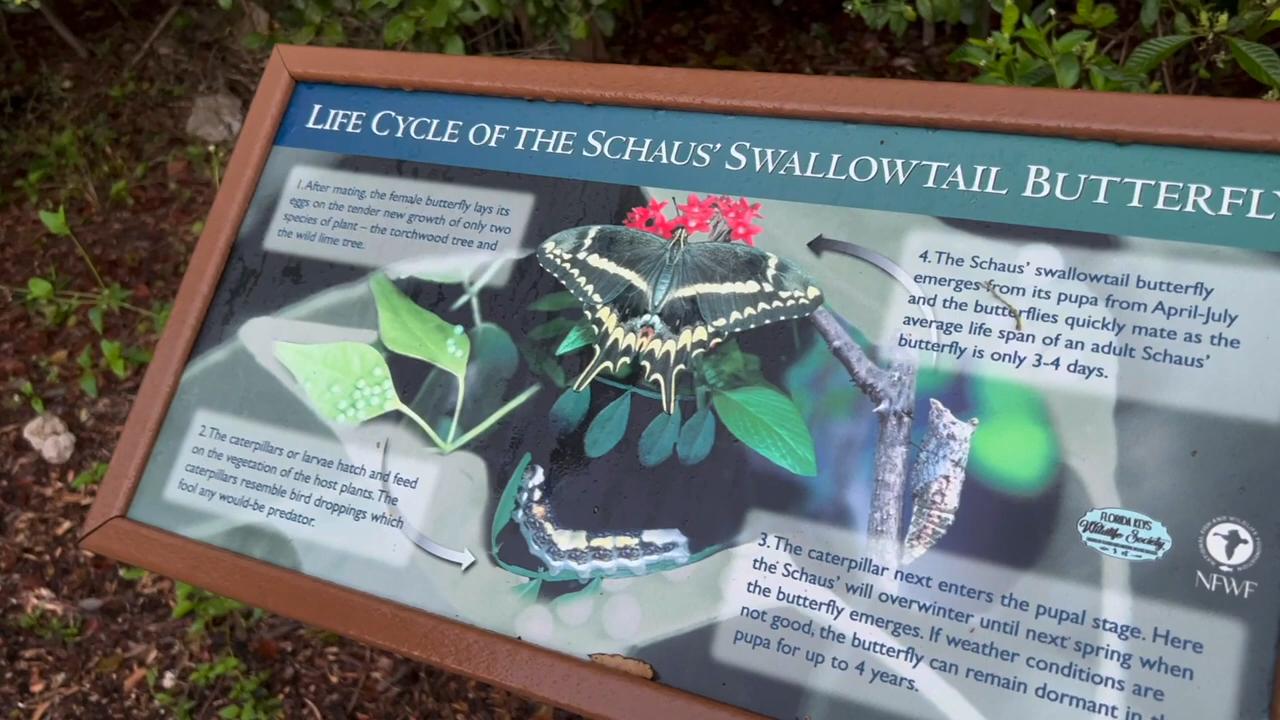 LIFE CYCLE OF THE SCHAUS' SWALLOWTAIL BUTTERFLY
1. After mating, the female butterfly lays its
eggs on the tender new growth of only two
species of plant – the torchwood tree and
the wild lime tree.
2. The caterpillars or larvae hatch and feed
on the vegetation of the host plants. The
caterpillars resemble bird droppings which
fool any would-be predator.
4. The Schaus' swallowtail butterfly
emerges from its pupa from April-July
and the butterflies quickly mate as the
average life span of an adult Schaus'
butterfly is only 3-4 days.
3. The caterpillar next enters the pupal stage. Here
the Schaus' will overwinter until next spring when
the butterfly emerges. If weather conditions are
not good, the butterfly can remain dormant in
pupa for up to 4 years.
FLORIDA KEYS
Wildlife Society
NFWF